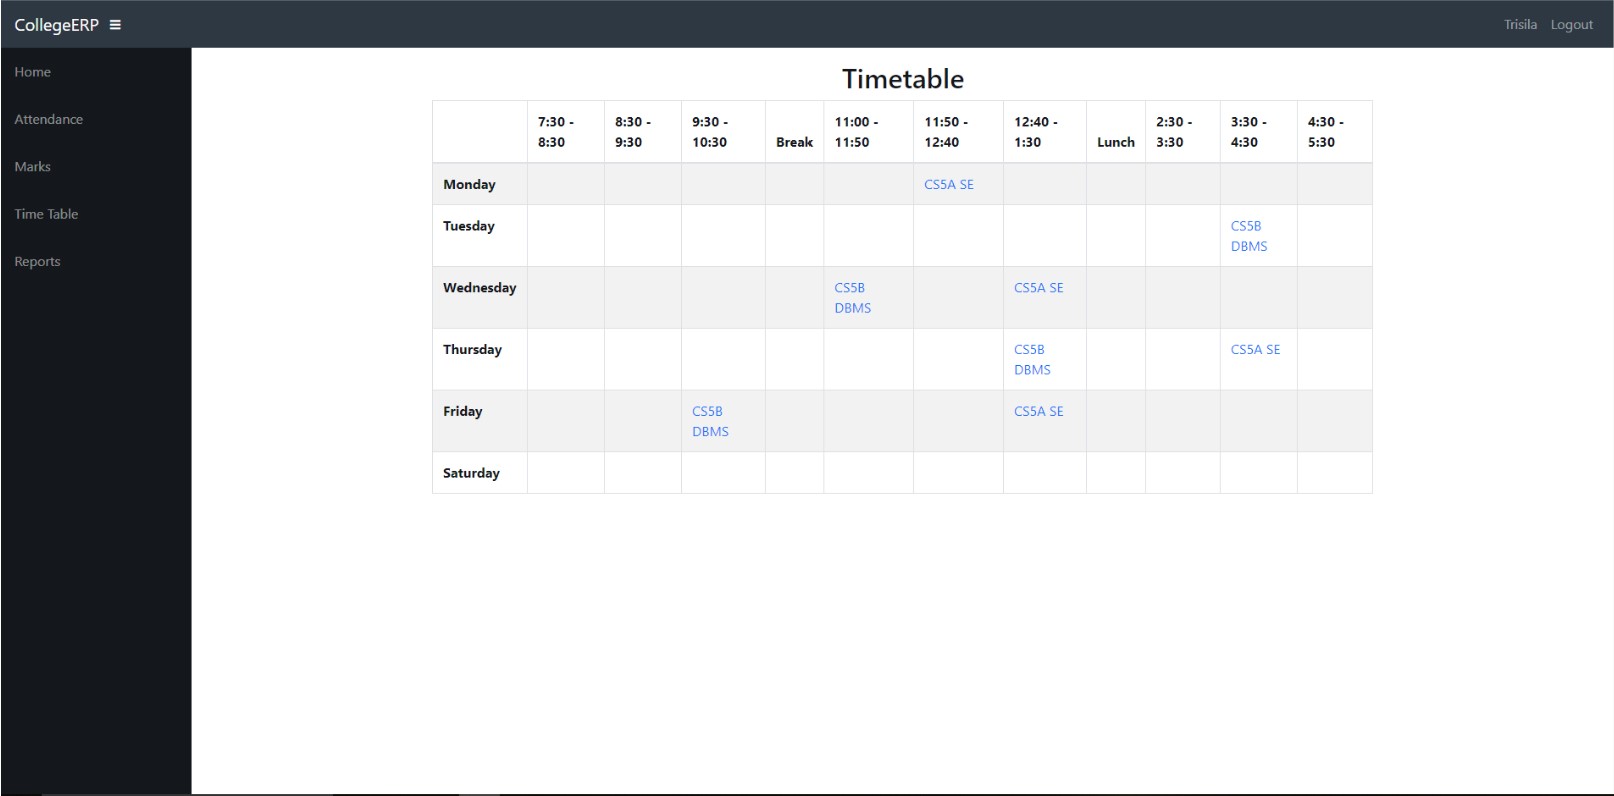 CollegeERP
Trisila Logout
Home
Attendance
Marks
Time Table
Reports
Timetable
7:30 - 8:30 8:30 - 9:30 9:30 - 10:30 Break 11:00 - 11:50 11:50 - 12:40 12:40 - 1:30 Lunch 2:30 - 3:30 3:30 - 4:30 4:30 - 5:30
Monday CS5A SE
Tuesday CS5B DBMS
Wednesday CS5B DBMS CS5A SE
Thursday CS5B DBMS CS5A SE
Friday CS5B DBMS CS5A SE
Saturday